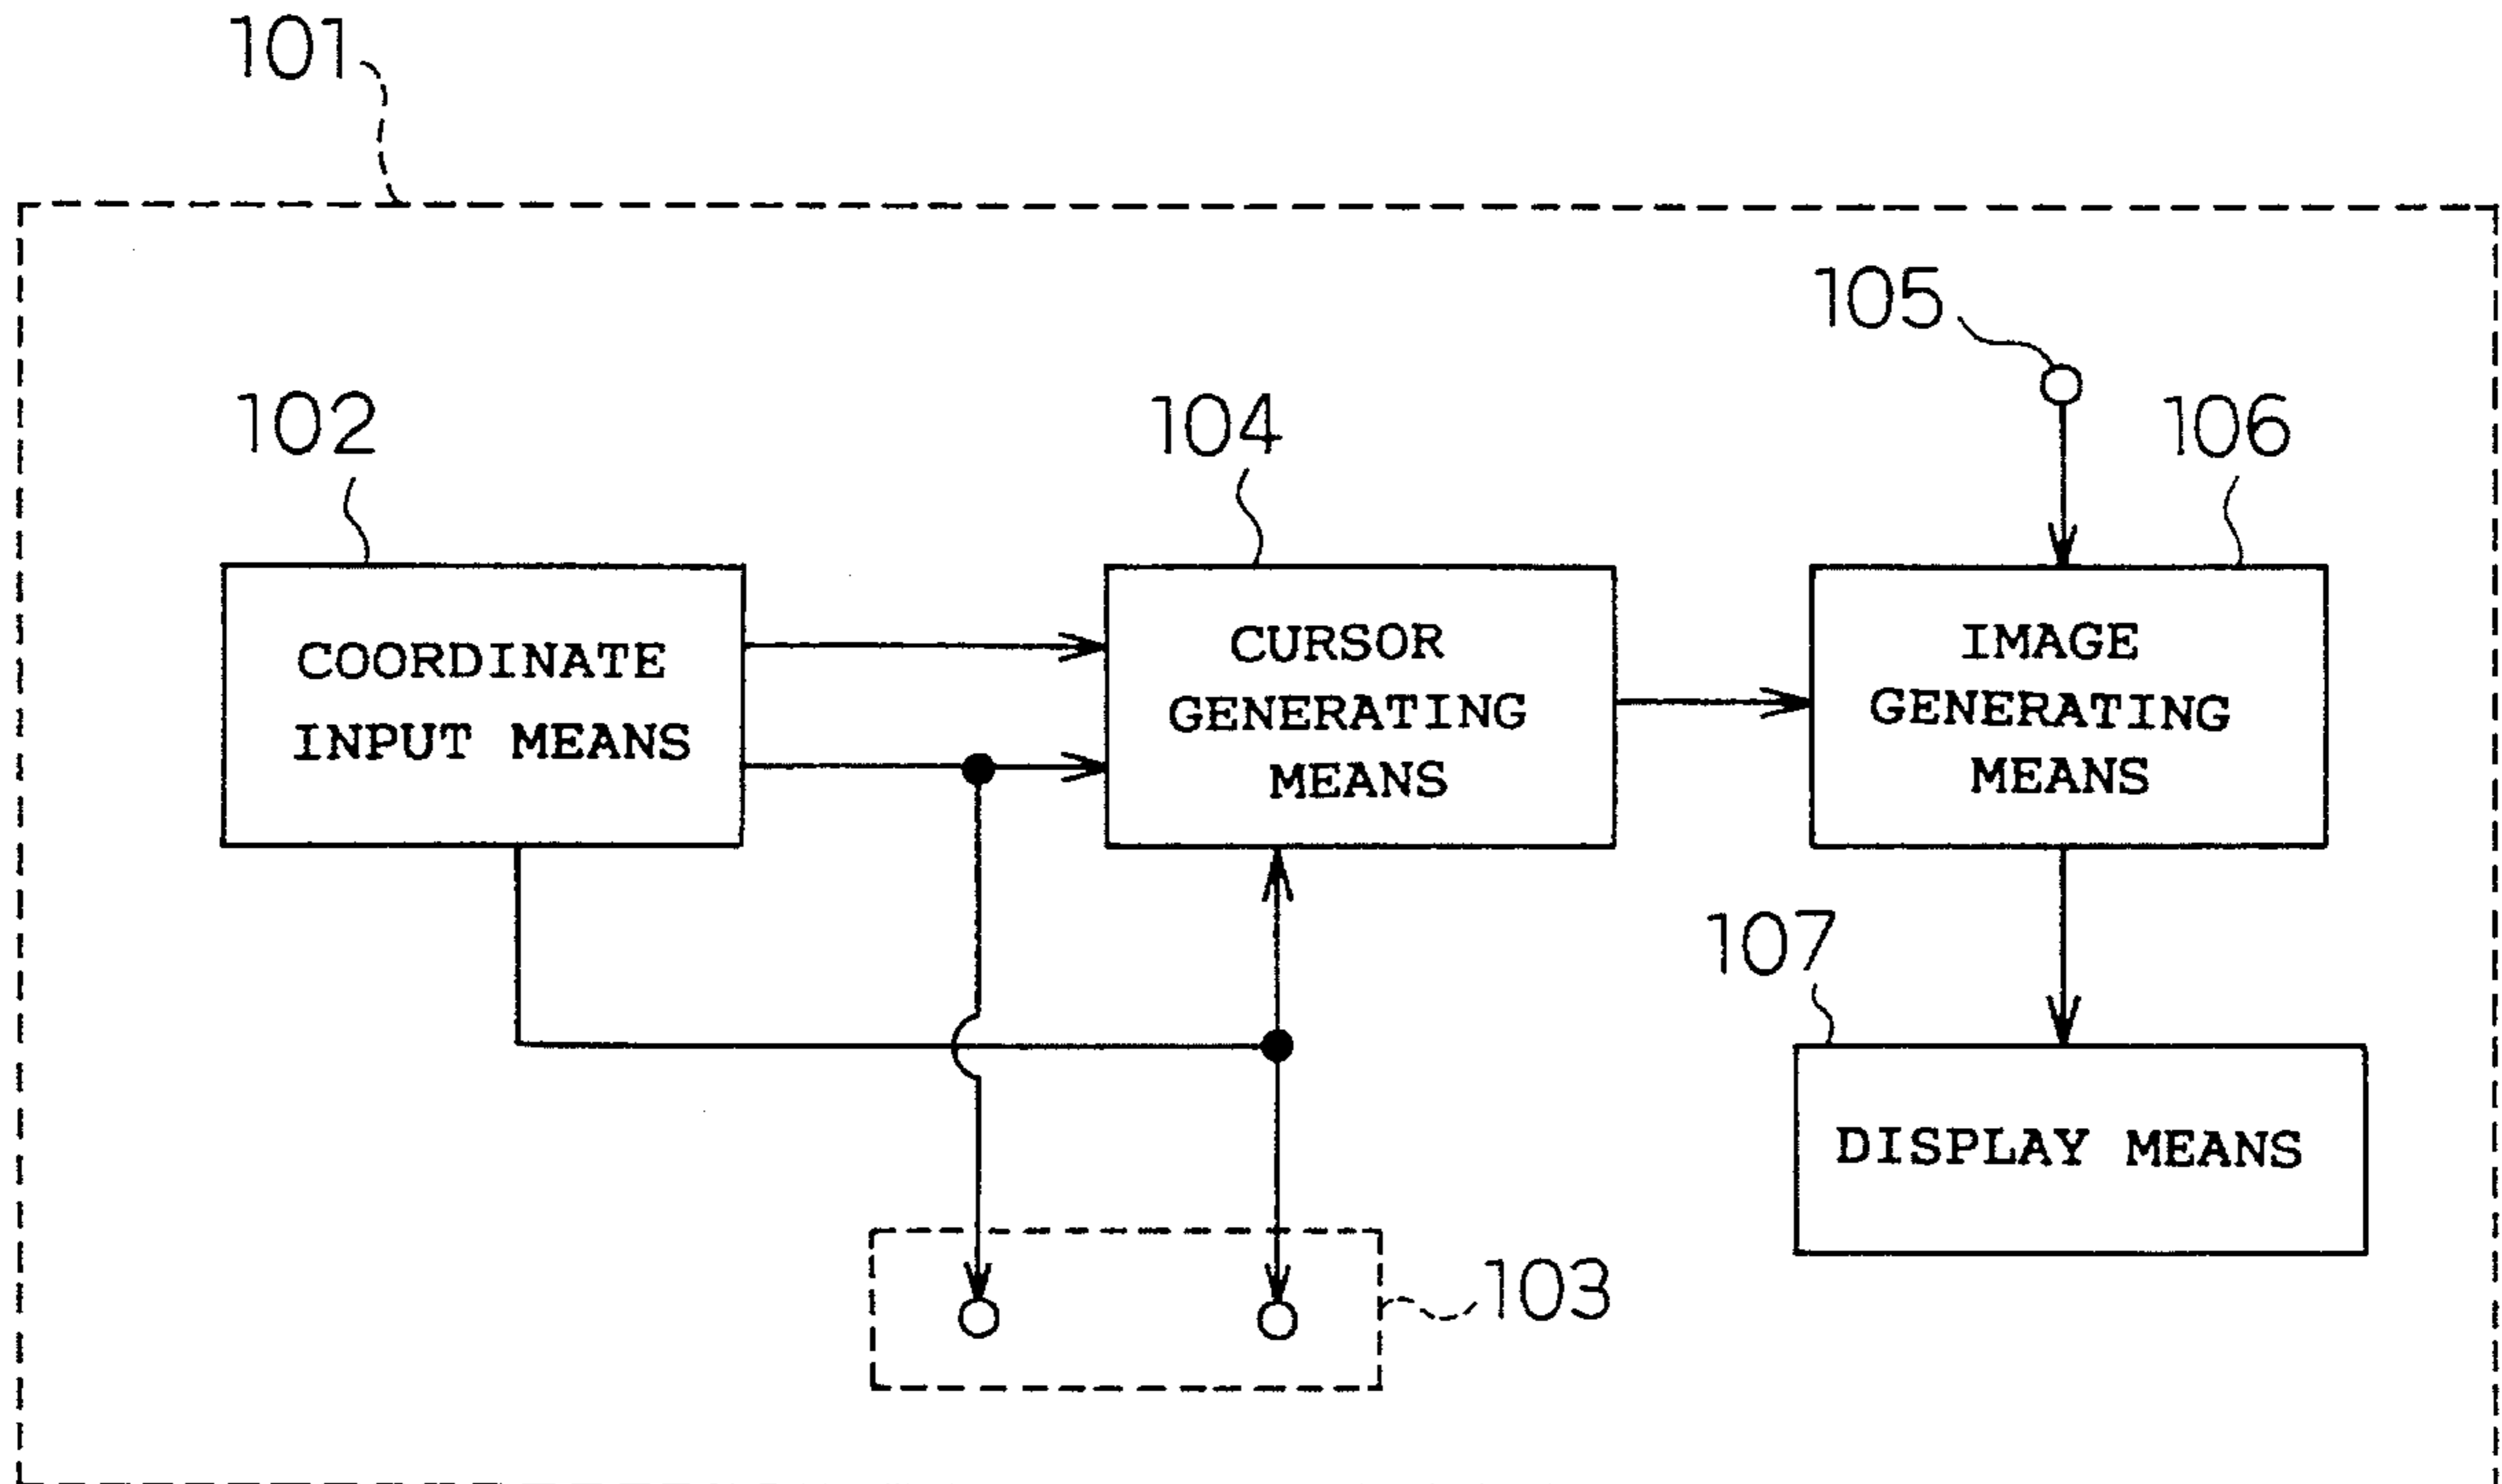 101
105
102
104
106
COORDINATE
INPUT MEANS
CURSOR
GENERATING
MEANS
IMAGE
GENERATING
MEANS
107
DISPLAY MEANS
103